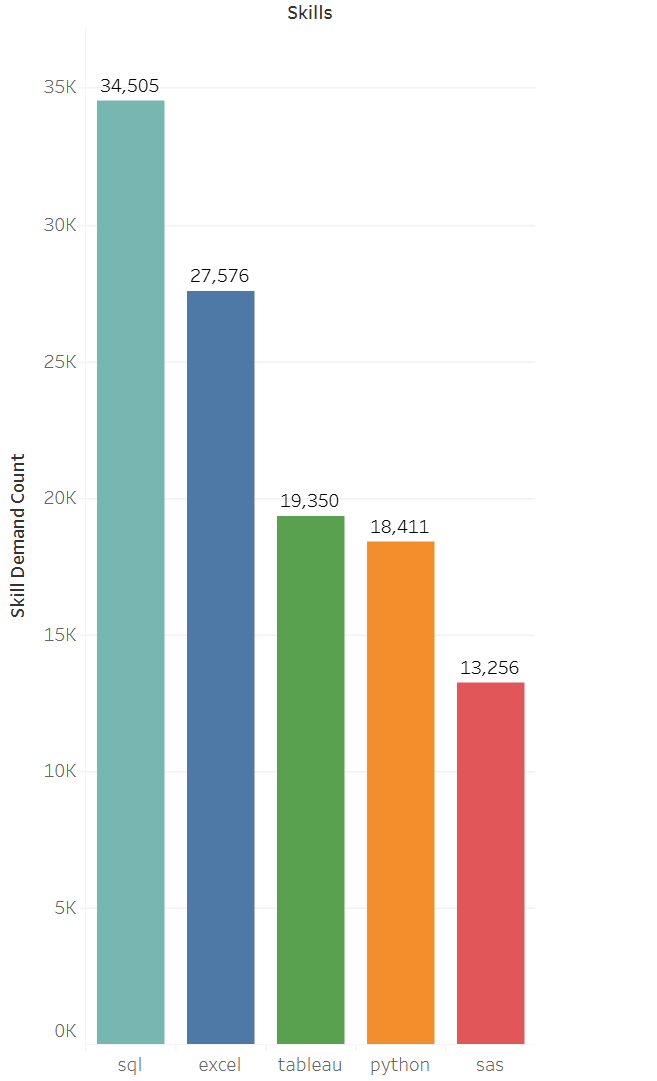 Skills
35K
30K
25K
20K
15K
10K
5K
0K
Skill Demand Count
34,505
27,576
19,350
18,411
13,256
sql
excel
tableau
python
sas